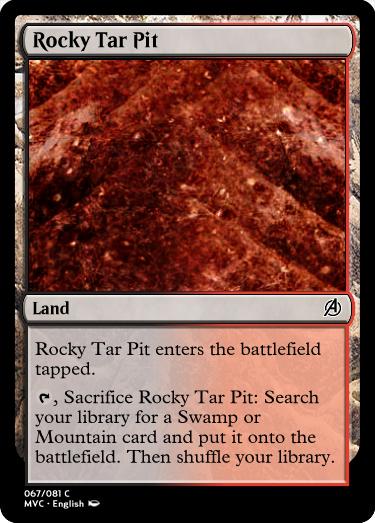 Rocky Tar Pit
Land
Rocky Tar Pit enters the battlefield
tapped.
, Sacrifice Rocky Tar Pit: Search
your library for a Swamp or
Mountain card and put it onto the
battlefield. Then shuffle your library.
067/081 C
MVC • English